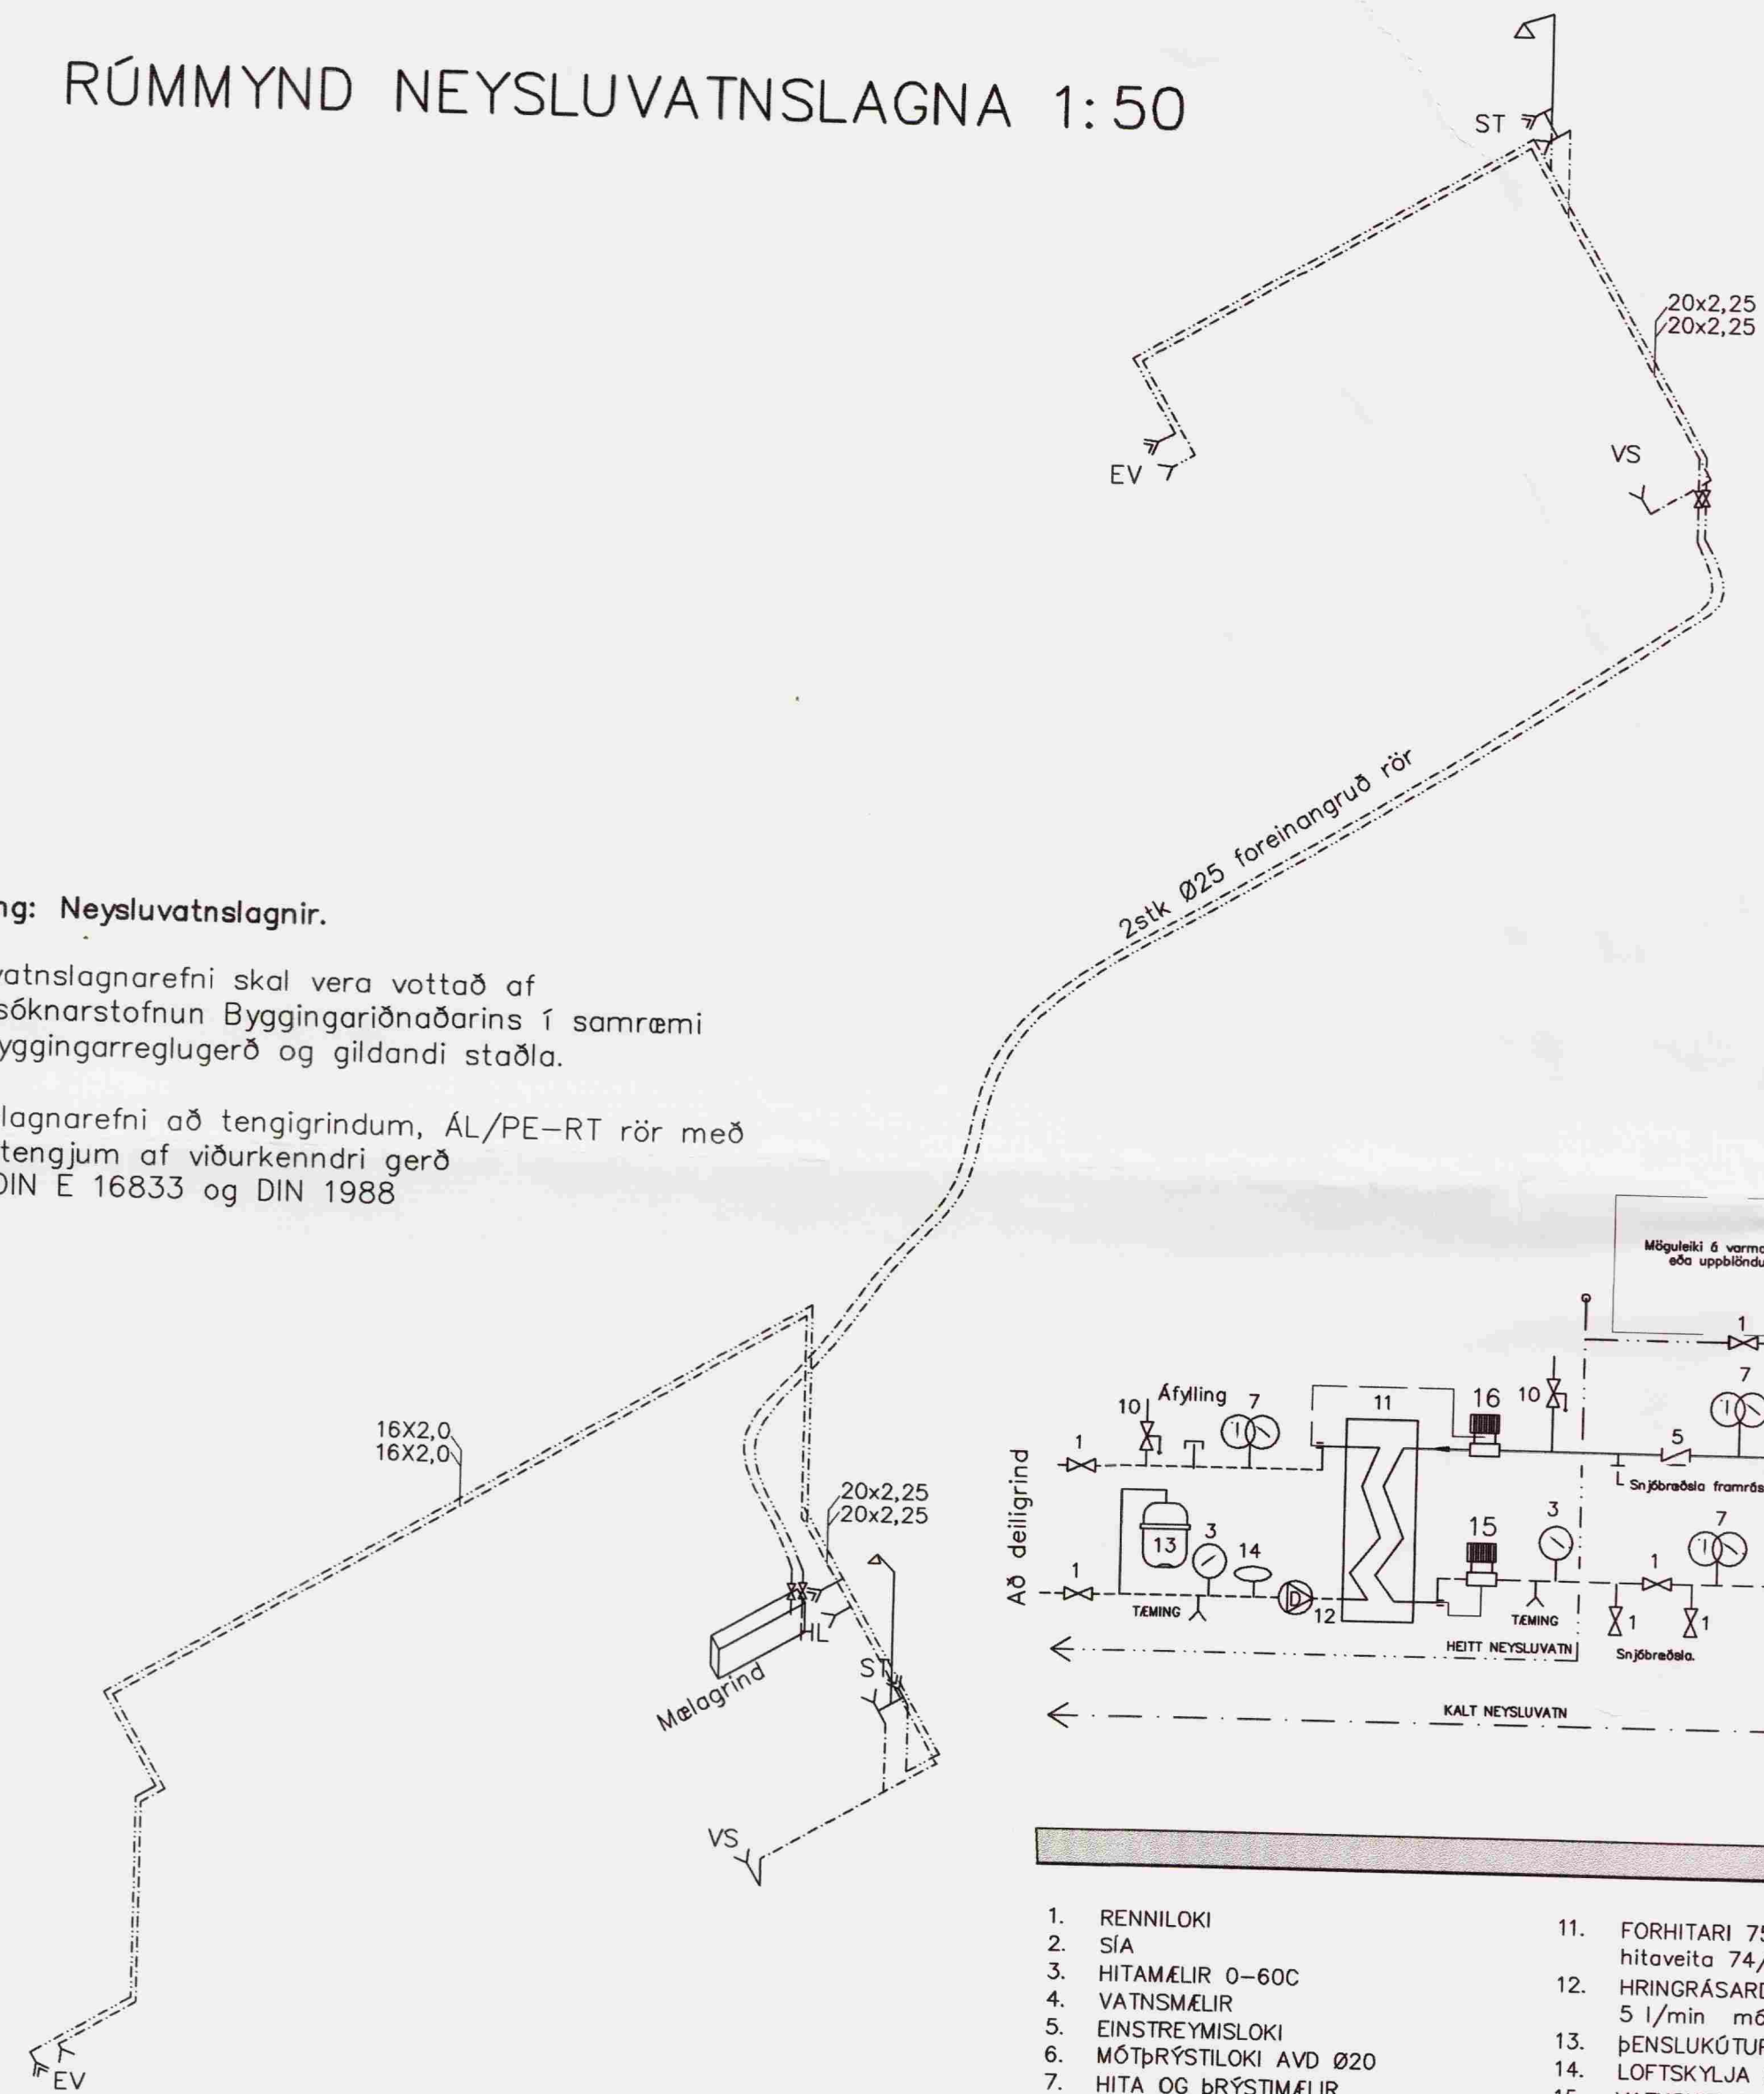 RÚMMYND NEYSLUVATNSLAGNA 1:50
ST
20x2,25
20x2,25
VS
EV
2stk Ø25 foreinangruð rör
ng: Neysluvatnslagnir.
vatnslagnarefni skal vera vottað af
sóknarstofnun Byggingariðnaðarins í samræmi
yggingarreglugerð og gildandi staðla.
lagnarefni að tengigrindum, ÁL/PE-RT rör með
tengjum af viðurkenndri gerð
DIN E 16833 og DIN 1988
16X2,0
16X2,0
20x2,25
20x2,25
HL
ST
Mælagrind
VS
EV
Möguleiki á varma
eða uppblöndu
1
7
10
Áfylling
7
11
16
10
5
1
Snjóbræðsla framrás
Að deiligrind
13
3
14
15
3
7
1
1
TÆMING
12
TÆMING
1
1
HEITT NEYSLUVATN
Snjóbræðsla.
KALT NEYSLUVATN
1. RENNILOKI
2. SÍA
3. HITAMÆLIR 0-60C
4. VATNSMÆLIR
5. EINSTREYMISLOKI
6. MÓTÞRÝSTILOKI AVD Ø20
7. HITA OG ÞRÝSTIMÆLIR
11. FORHITARI 75
hitaveita 74/
12. HRINGRÁSARD
5 l/min mó
13. ÞENSLUKÚTUR
14. LOFTSKYLJA